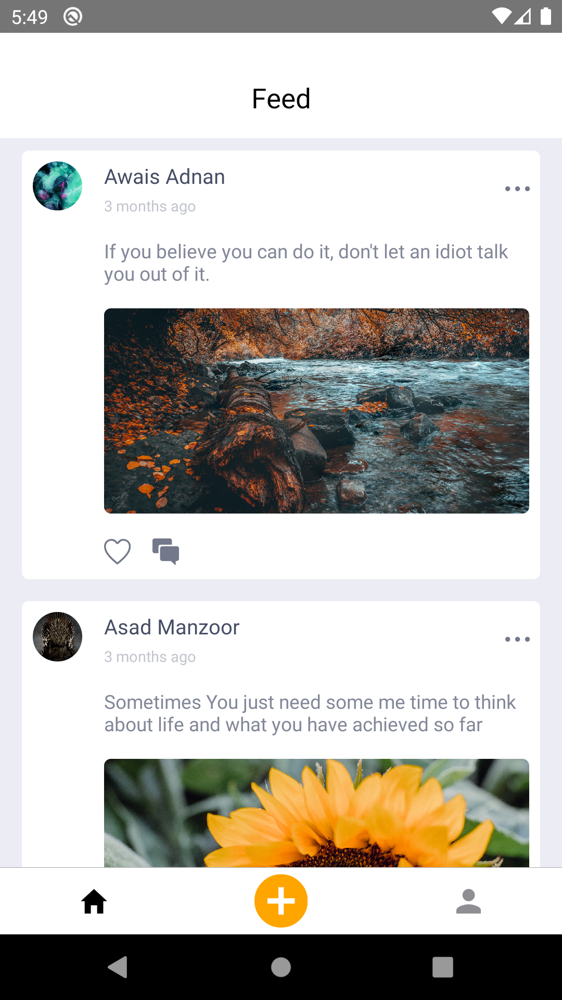 5:49
Feed
Awais Adnan
3 months ago
If you believe you can do it, don't let an idiot talk
you out of it.
Asad Manzoor
3 months ago
Sometimes You just need some me time to think
about life and what you have achieved so far